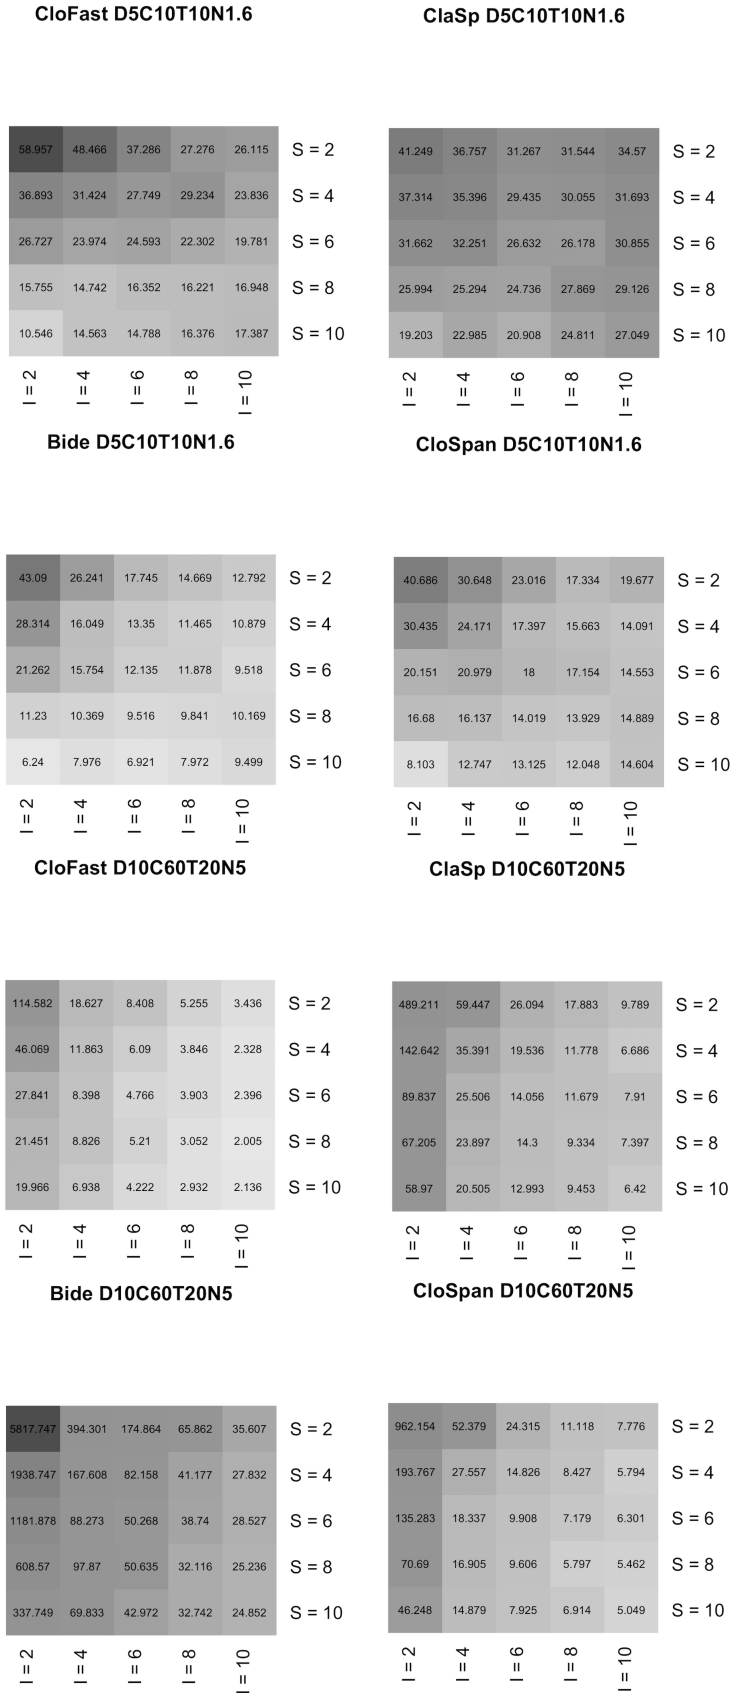 CloFast D5C10T10N1.6
58.957 48.466 37.286 27.276 26.115 S = 2
36.893 31.424 27.749 29.234 23.836 S = 4
26.727 23.974 24.593 22.302 19.781 S = 6
15.755 14.742 16.352 16.221 16.948 S = 8
10.546 14.563 14.788 16.376 17.387 S = 10
I = 2 I = 4 I = 6 I = 8 I = 10
ClaSp D5C10T10N1.6
41.249 36.757 31.267 31.544 34.57 S = 2
37.314 35.396 29.435 30.055 31.693 S = 4
31.662 32.251 26.632 26.178 30.855 S = 6
25.994 25.294 24.736 27.869 29.126 S = 8
19.203 22.985 20.908 24.811 27.049 S = 10
I = 2 I = 4 I = 6 I = 8 I = 10
Bide D5C10T10N1.6
43.09 26.241 17.745 14.669 12.792 S = 2
28.314 16.049 13.35 11.465 10.879 S = 4
21.262 15.754 12.135 11.878 9.518 S = 6
11.23 10.369 9.516 9.841 10.169 S = 8
6.24 7.976 6.921 7.972 9.499 S = 10
I = 2 I = 4 I = 6 I = 8 I = 10
CloSpan D5C10T10N1.6
40.686 30.648 23.016 17.334 19.677 S = 2
30.435 24.171 17.397 15.663 14.091 S = 4
20.151 20.979 18 17.154 14.553 S = 6
16.68 16.137 14.019 13.929 14.889 S = 8
8.103 12.747 13.125 12.048 14.604 S = 10
I = 2 I = 4 I = 6 I = 8 I = 10
CloFast D10C60T20N5
114.582 18.627 8.408 5.255 3.436 S = 2
46.069 11.863 6.09 3.846 2.328 S = 4
27.841 8.398 4.766 3.903 2.396 S = 6
21.451 8.826 5.21 3.052 2.005 S = 8
19.966 6.938 4.222 2.932 2.136 S = 10
I = 2 I = 4 I = 6 I = 8 I = 10
ClaSp D10C60T20N5
489.211 59.447 26.094 17.883 9.789 S = 2
142.642 35.391 19.536 11.778 6.686 S = 4
89.837 25.506 14.056 11.679 7.91 S = 6
67.205 23.897 14.3 9.334 7.397 S = 8
58.97 20.505 12.993 9.453 6.42 S = 10
I = 2 I = 4 I = 6 I = 8 I = 10
Bide D10C60T20N5
5817.747 394.301 174.864 65.862 35.607 S = 2
1938.747 167.608 82.158 41.177 27.832 S = 4
1181.878 88.273 50.268 38.74 28.527 S = 6
608.57 97.87 50.635 32.116 25.236 S = 8
337.749 69.833 42.972 32.742 24.852 S = 10
I = 2 I = 4 I = 6 I = 8 I = 10
CloSpan D10C60T20N5
962.154 52.379 24.315 11.118 7.776 S = 2
193.767 27.557 14.826 8.427 5.794 S = 4
135.283 18.337 9.908 7.179 6.301 S = 6
70.69 16.905 9.606 5.797 5.462 S = 8
46.248 14.879 7.925 6.914 5.049 S = 10
I = 2 I = 4 I = 6 I = 8 I = 10